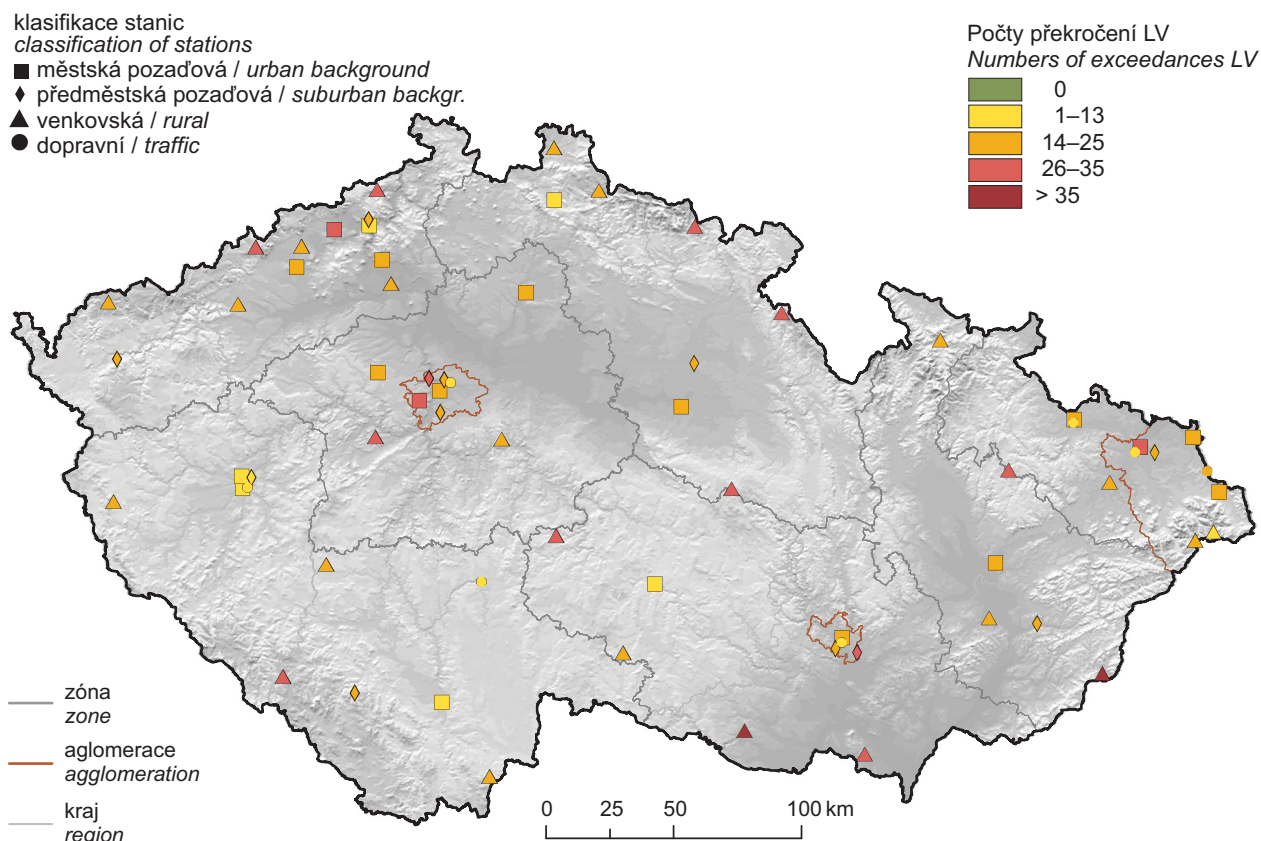 klasifikace stanic
classification of stations
městská pozaďová / urban background
předměstská pozaďová / suburban backgr.
venkovská / rural
dopravní / traffic
Počty překročení LV
Numbers of exceedances LV
0
1–13
14–25
26–35
> 35
zóna
zone
aglomerace
agglomeration
kraj
region
0 25 50 100 km